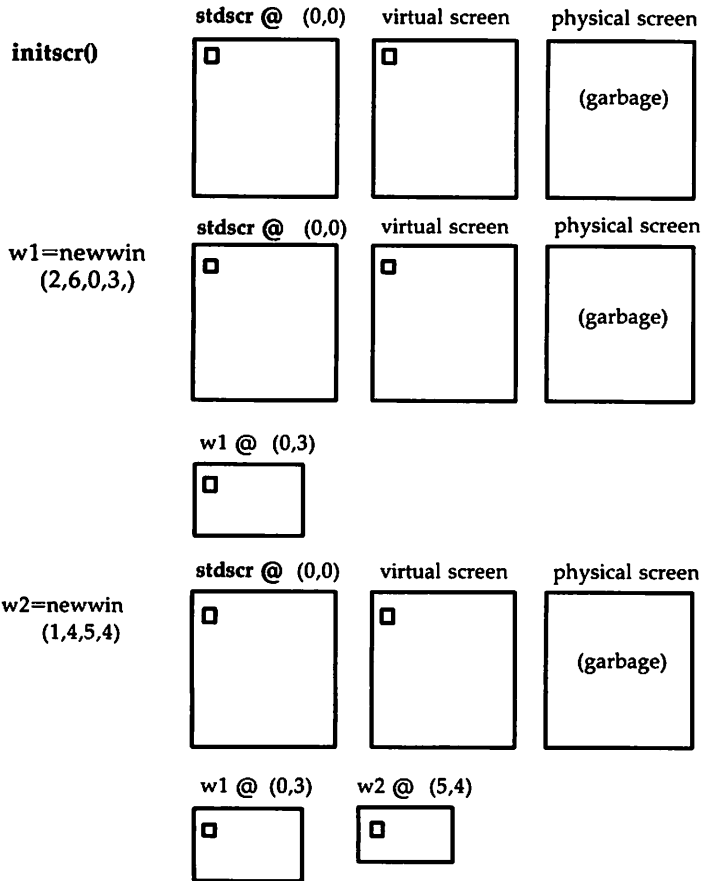 stdscr @ (0,0) virtual screen physical screen
initscr()
(garbage)
stdscr @ (0,0) virtual screen physical screen
w1=newwin
(2,6,0,3,)
(garbage)
w1 @ (0,3)
stdscr @ (0,0) virtual screen physical screen
w2=newwin
(1,4,5,4)
(garbage)
w1 @ (0,3) w2 @ (5,4)